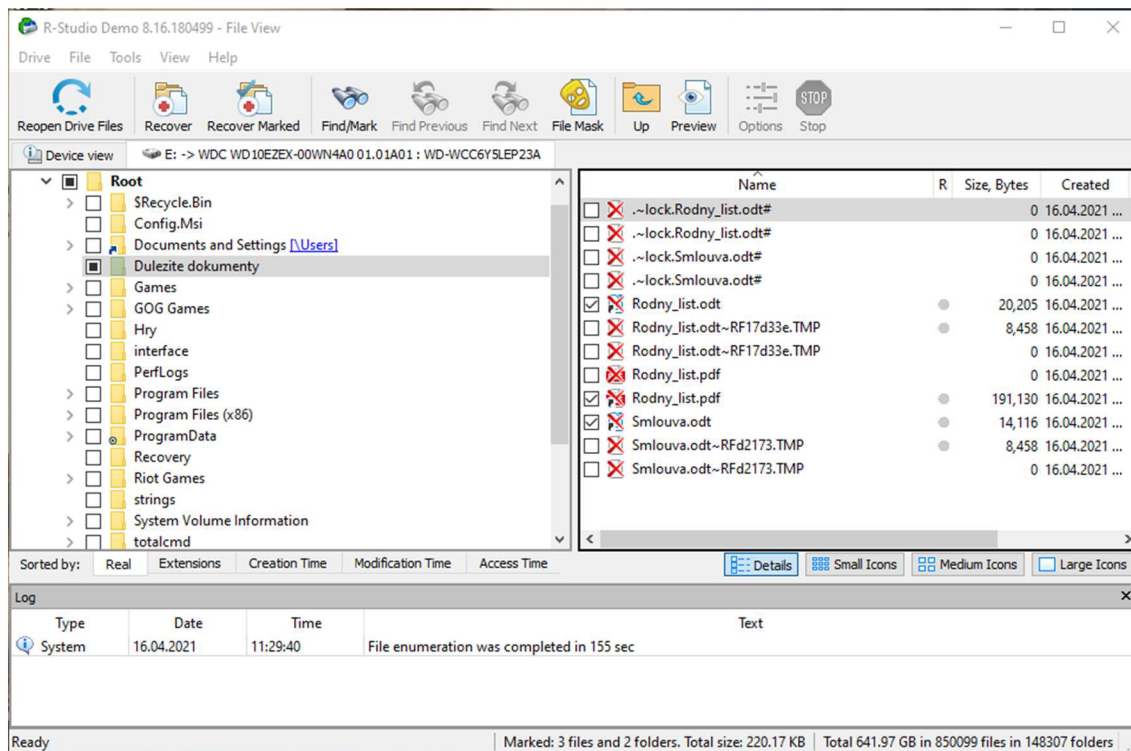 R-Studio Demo 8.16.180499 - File View
Drive File Tools View Help
Reopen Drive Files Recover Recover Marked Find/Mark Find Previous Find Next File Mask Up Preview Options STOP Stop
Device view E: -> WDC WD10EZEX-00WN4A0 01.01A01 : WD-WCC6Y5LEP23A
Root
$Recycle.Bin
Config.Msi
Documents and Settings [\Users]
Dulezite dokumenty
Games
GOG Games
Hry
interface
PerfLogs
Program Files
Program Files (x86)
ProgramData
Recovery
Riot Games
strings
System Volume Information
totalcmd
Name R Size, Bytes Created
.~lock.Rodny_list.odt# 0 16.04.2021 ...
.~lock.Rodny_list.odt# 0 16.04.2021 ...
.~lock.Smlouva.odt# 0 16.04.2021 ...
.~lock.Smlouva.odt# 0 16.04.2021 ...
Rodny_list.odt 20,205 16.04.2021 ...
Rodny_list.odt~RF17d33e.TMP 8,458 16.04.2021 ...
Rodny_list.odt~RF17d33e.TMP 0 16.04.2021 ...
Rodny_list.pdf 0 16.04.2021 ...
Rodny_list.pdf 191,130 16.04.2021 ...
Smlouva.odt 14,116 16.04.2021 ...
Smlouva.odt~RFd2173.TMP 8,458 16.04.2021 ...
Smlouva.odt~RFd2173.TMP 0 16.04.2021 ...
Sorted by: Real Extensions Creation Time Modification Time Access Time
Details Small Icons Medium Icons Large Icons
Log
Type Date Time Text
System 16.04.2021 11:29:40 File enumeration was completed in 155 sec
Ready Marked: 3 files and 2 folders. Total size: 220.17 KB Total 641.97 GB in 850099 files in 148307 folders